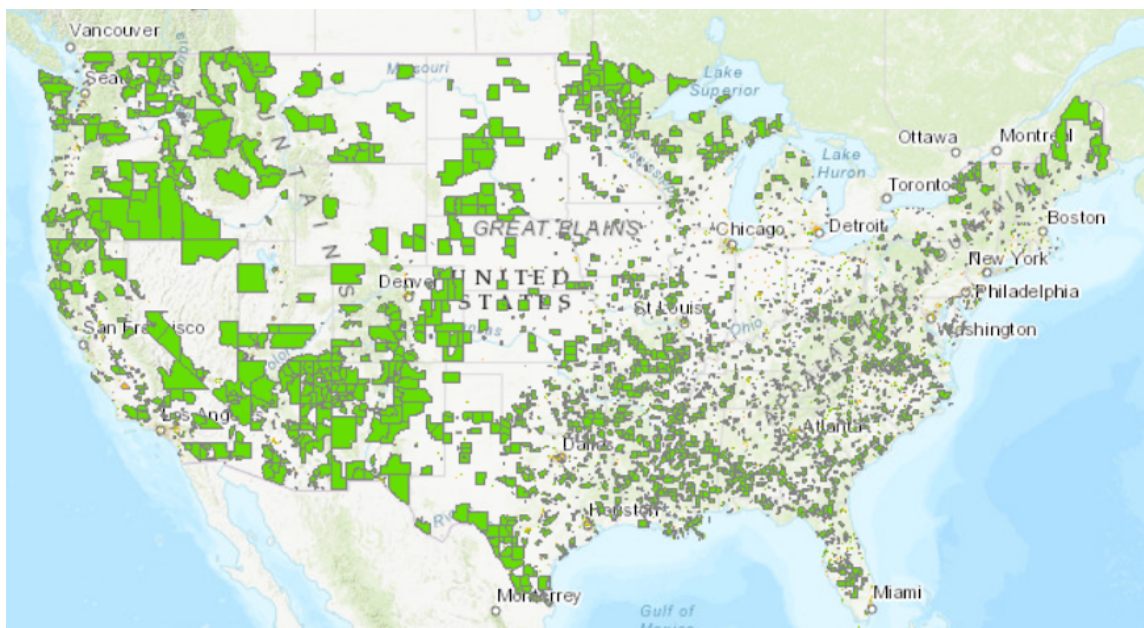 Vancouver
Missouri
Lake
Superior
Ottawa
Montreal
Lake
Huron
Toronto
GREAT PLAINS
Chicago
Detroit
Boston
New York
Denver
UNITED
STATES
Philadelphia
St Louis
Ohio
Washington
San Francisco
Los Angeles
Atlanta
Dallas
Houston
Monterrey
Miami
Gulf of